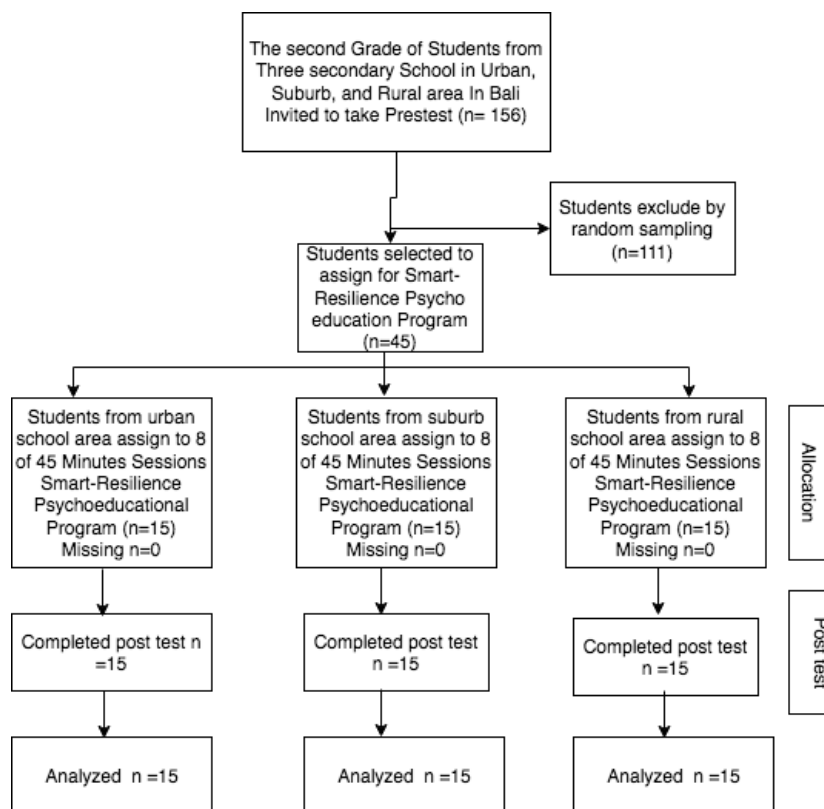 The second Grade of Students from
Three secondary School in Urban,
Suburb, and Rural area In Bali
Invited to take Prestest (n= 156)
Students exclude by
random sampling
(n=111)
Students selected to
assign for Smart-
Resilience Psycho
education Program
(n=45)
Students from urban
school area assign to 8
of 45 Minutes Sessions
Smart-Resilience
Psychoeducational
Program (n=15)
Missing n=0
Students from suburb
school area assign to 8
of 45 Minutes Sessions
Smart-Resilience
Psychoeducational
Program (n=15)
Missing n=0
Students from rural
school area assign to 8
of 45 Minutes Sessions
Smart-Resilience
Psychoeducational
Program (n=15)
Missing n=0
Allocation
Completed post test n
=15
Completed post test
n =15
Completed post test
n =15
Post test
Analyzed n =15
Analyzed n =15
Analyzed n =15